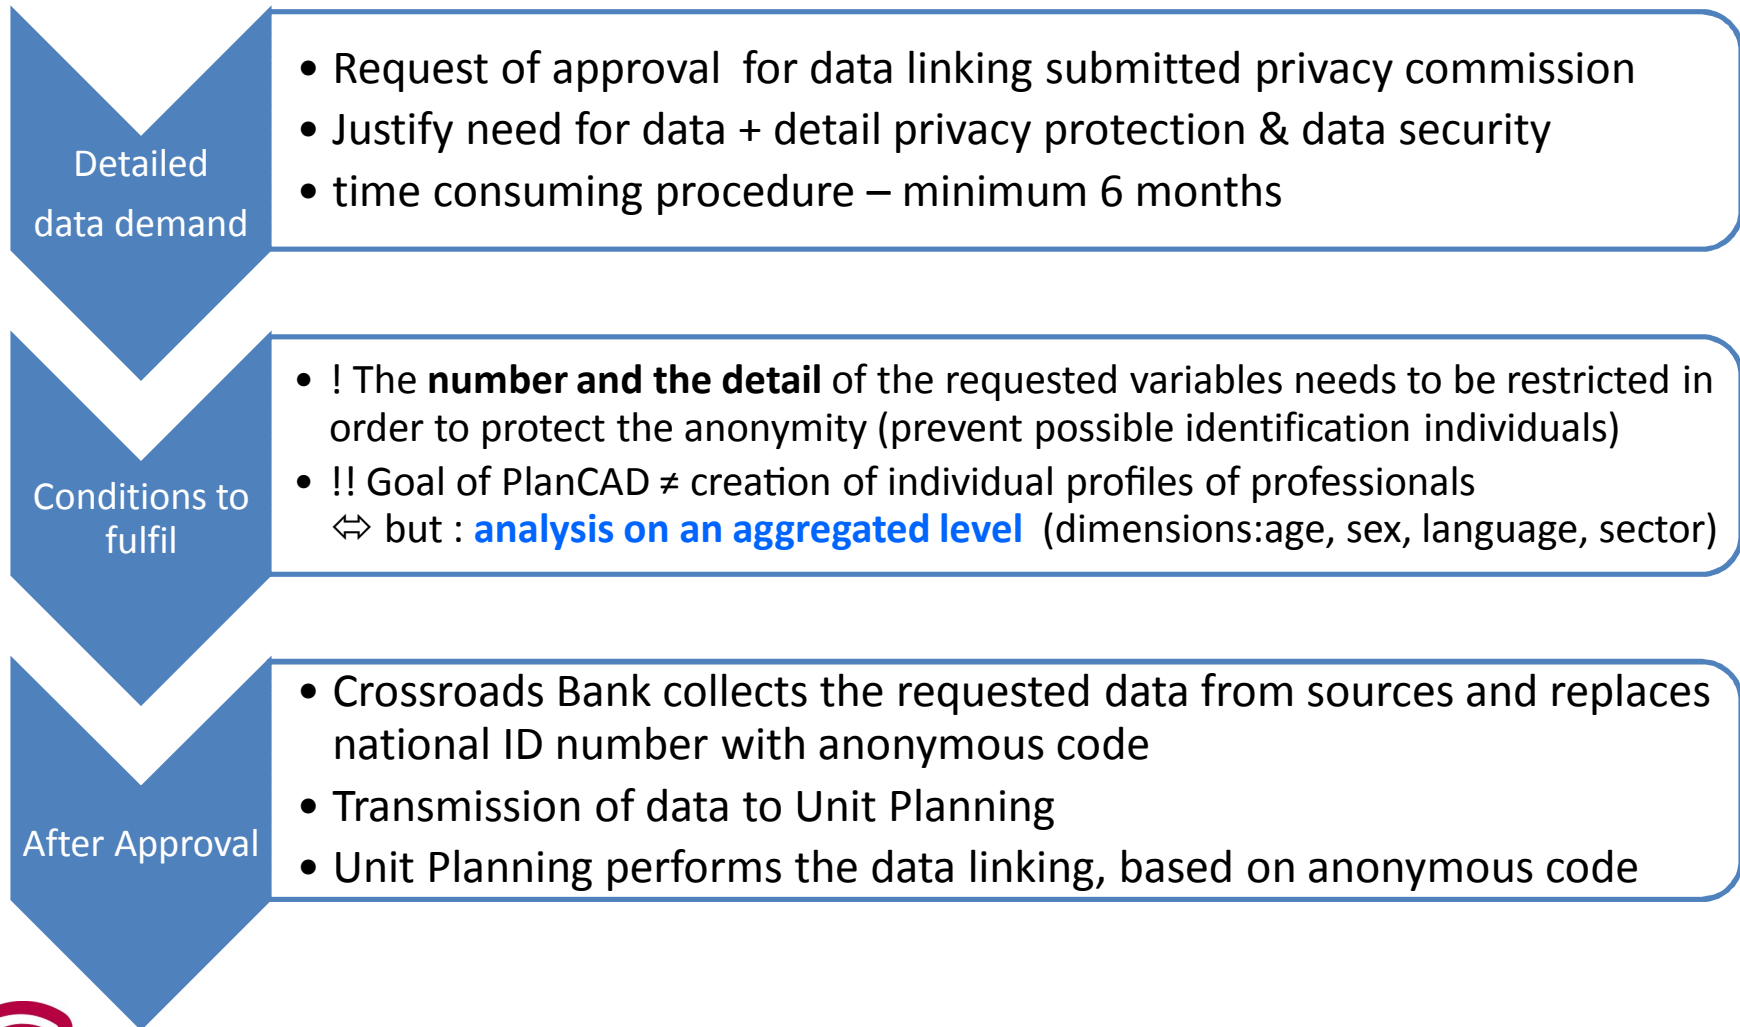 Detailed
data demand
• Request of approval for data linking submitted privacy commission
• Justify need for data + detail privacy protection & data security
• time consuming procedure – minimum 6 months
Conditions to
fulfil
• ! The number and the detail of the requested variables needs to be restricted in
order to protect the anonymity (prevent possible identification individuals)
• !! Goal of PlanCAD ≠ creation of individual profiles of professionals
⇔ but : analysis on an aggregated level (dimensions:age, sex, language, sector)
After Approval
• Crossroads Bank collects the requested data from sources and replaces
national ID number with anonymous code
• Transmission of data to Unit Planning
• Unit Planning performs the data linking, based on anonymous code